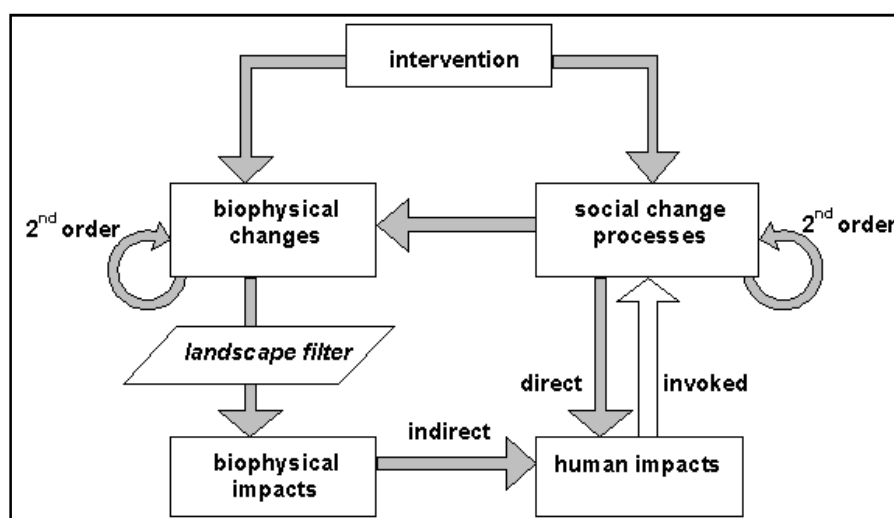 intervention
biophysical
changes
social change
processes
2nd order
2nd order
landscape filter
direct
invoked
indirect
biophysical
impacts
human impacts